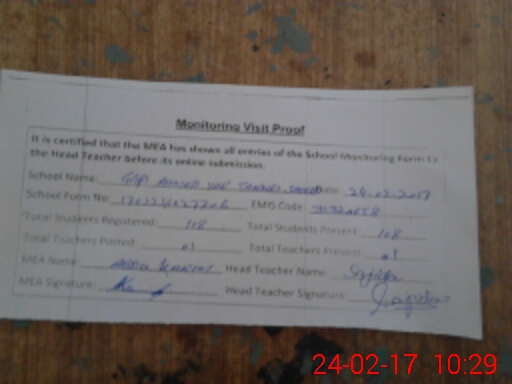 Monitoring Visit Proof
It is certified that the MEA has shown all entries of the School Monitoring Form to
the Head Teacher before its online submission.
School Name: Date: 24-02-2017
School Form No EMIS Code:
Total Students Registered: 108 Total Students Present: 108
Total Teachers Posted: 01 Total Teachers Present: 01
MEA Name: Head Teacher Name: Sajida
MEA Signature: Head Teacher Signature: Sajida
24-02-17 10:29